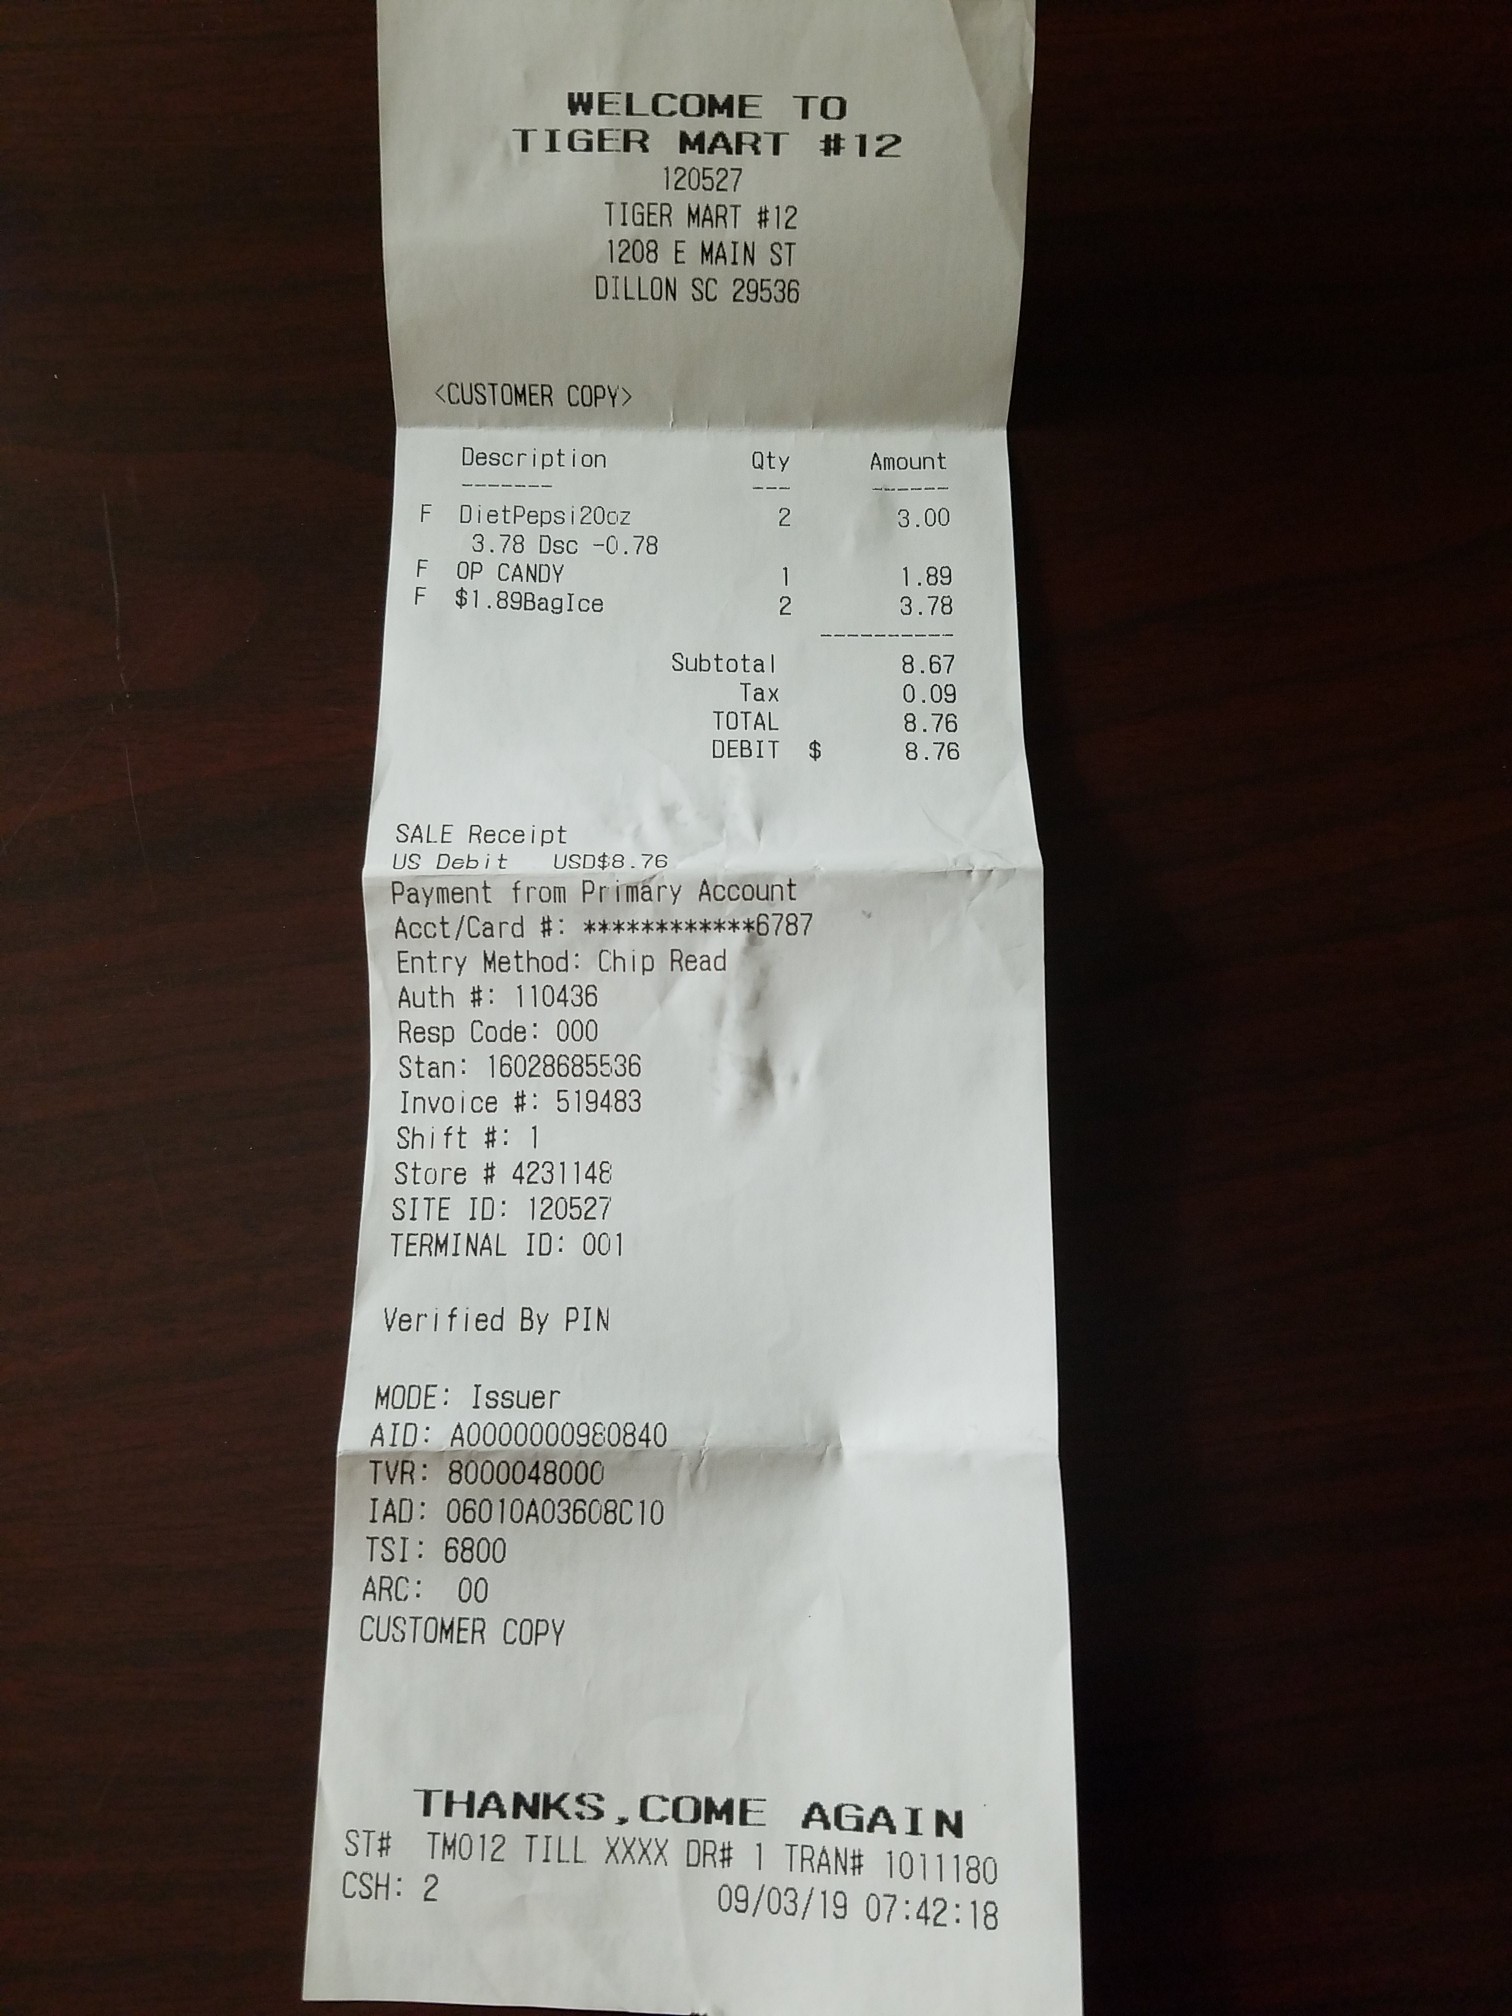 WELCOME TO
TIGER MART #12
120527
TIGER MART #12
1208 E MAIN ST
DILLON SC 29536
<CUSTOMER COPY>
Description Qty Amount
------- --- ------
F DietPepsi20oz 2 3.00
3.78 Dsc -0.78
F OP CANDY 1 1.89
F $1.89BagIce 2 3.78
----------
Subtotal 8.67
Tax 0.09
TOTAL 8.76
DEBIT $ 8.76
SALE Receipt
US Debit USD$8.76
Payment from Primary Account
Acct/Card #: ************6787
Entry Method: Chip Read
Auth #: 110436
Resp Code: 000
Stan: 16028685536
Invoice #: 519483
Shift #: 1
Store # 4231148
SITE ID: 120527
TERMINAL ID: 001
Verified By PIN
MODE: Issuer
AID: A0000000980840
TVR: 8000048000
IAD: 06010A03608C10
TSI: 6800
ARC: 00
CUSTOMER COPY
THANKS,COME AGAIN
ST# TM012 TILL XXXX DR# 1 TRAN# 1011180
CSH: 2 09/03/19 07:42:18